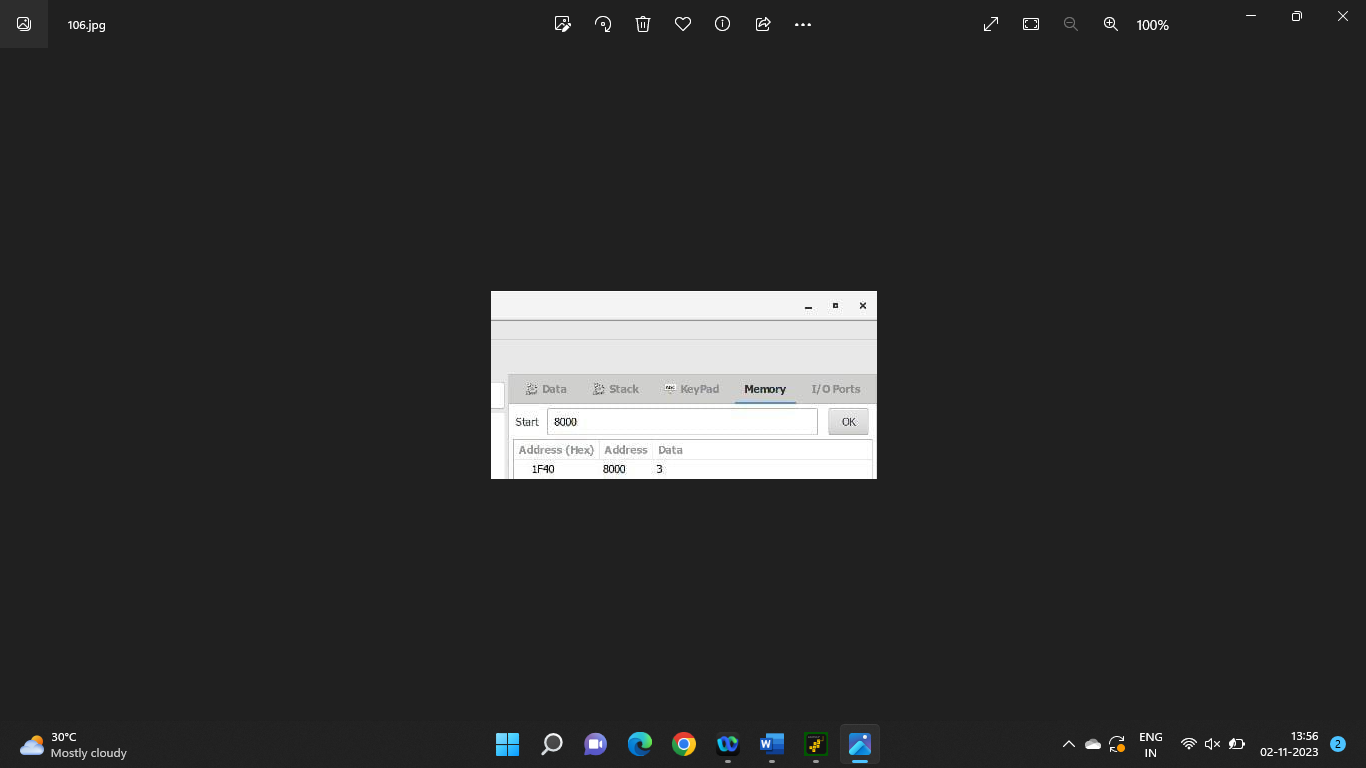 106.jpg
100%
Data Stack KeyPad Memory I/O Ports
Start 8000 OK
Address (Hex) Address Data
1F40 8000 3
30°C
Mostly cloudy
ENG
IN
13:56
02-11-2023
2